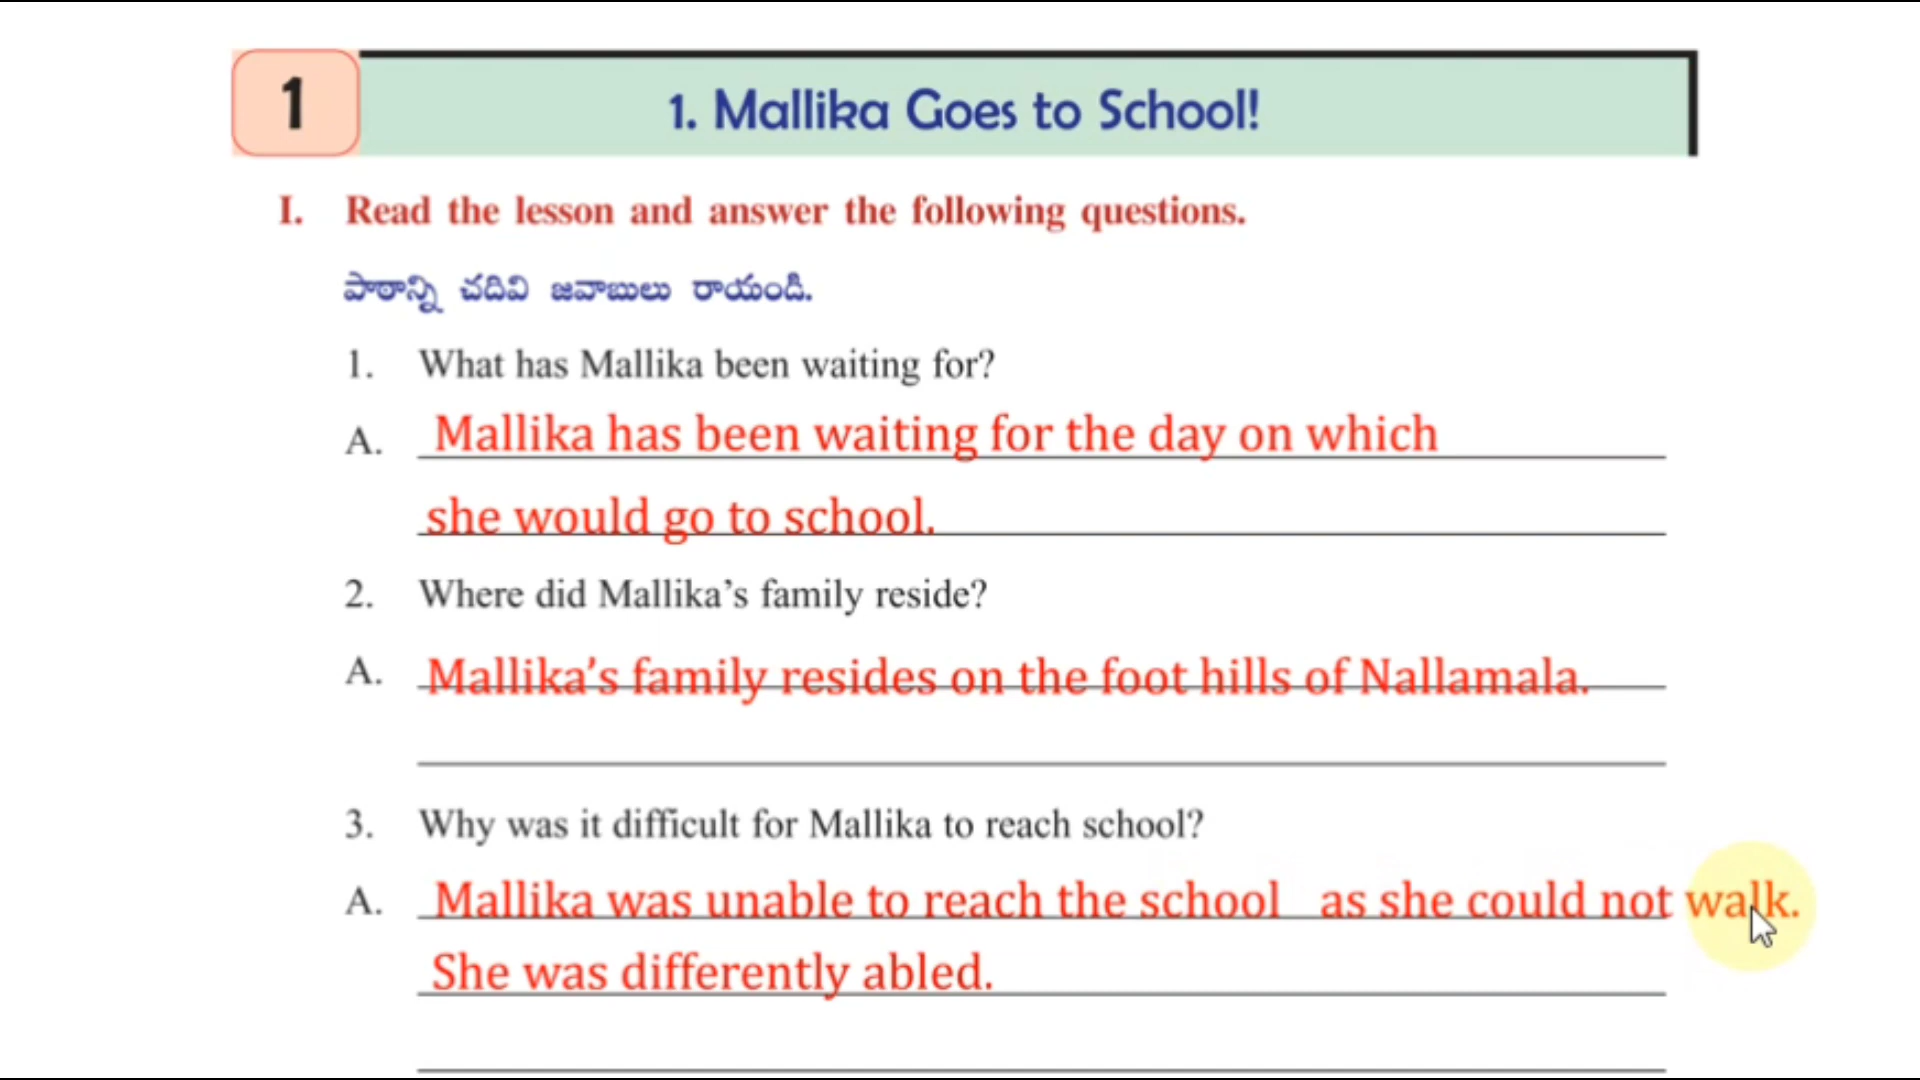 1
1. Mallika Goes to School!
I. Read the lesson and answer the following questions.
పాఠాన్ని చదివి జవాబులు రాయండి.
1. What has Mallika been waiting for?
A. Mallika has been waiting for the day on which
she would go to school.
2. Where did Mallika’s family reside?
A. Mallika’s family resides on the foot hills of Nallamala.
3. Why was it difficult for Mallika to reach school?
A. Mallika was unable to reach the school as she could not walk.
She was differently abled.